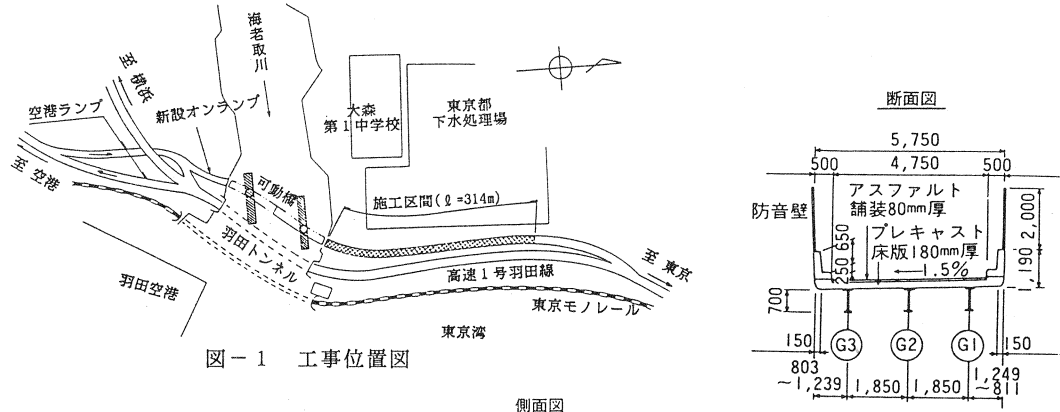 海老取川
至 横浜
空港ランプ
新設オンランプ
至 空港
可動橋
羽田トンネル
羽田空港
大森
第1中学校
東京都
下水処理場
施工区間(ℓ=314m)
高速1号羽田線
至 東京
東京モノレール
東京湾
図-1 工事位置図
側面図
断面図
5,750
500
4,750
500
防音壁
アスファルト
舗装80mm厚
プレキャスト
床版180mm厚
1.5%
650
250
2,000
1,190
700
150
G3
G2
G1
150
803
~1,239
1,850
1,850
1,249
~811